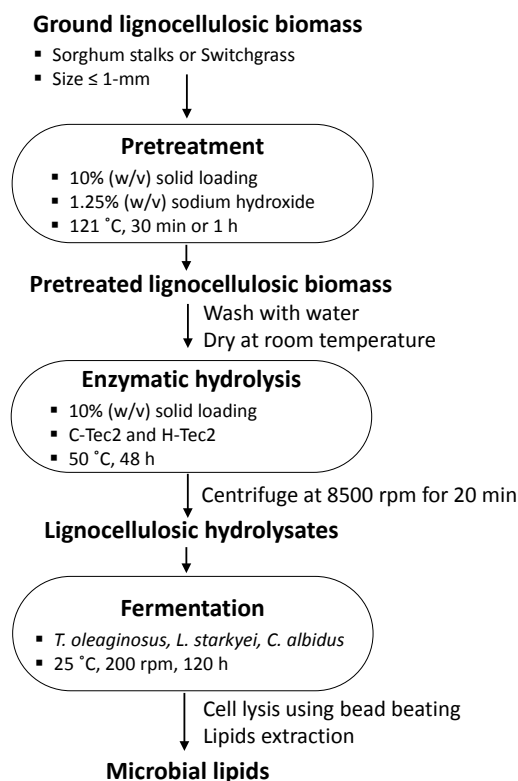 Ground lignocellulosic biomass
▪ Sorghum stalks or Switchgrass
▪ Size ≤ 1-mm
Pretreatment
▪ 10% (w/v) solid loading
▪ 1.25% (w/v) sodium hydroxide
▪ 121 ˚C, 30 min or 1 h
Pretreated lignocellulosic biomass
Wash with water
Dry at room temperature
Enzymatic hydrolysis
▪ 10% (w/v) solid loading
▪ C-Tec2 and H-Tec2
▪ 50 ˚C, 48 h
Centrifuge at 8500 rpm for 20 min
Lignocellulosic hydrolysates
Fermentation
▪ T. oleaginosus, L. starkyei, C. albidus
▪ 25 ˚C, 200 rpm, 120 h
Cell lysis using bead beating
Lipids extraction
Microbial lipids